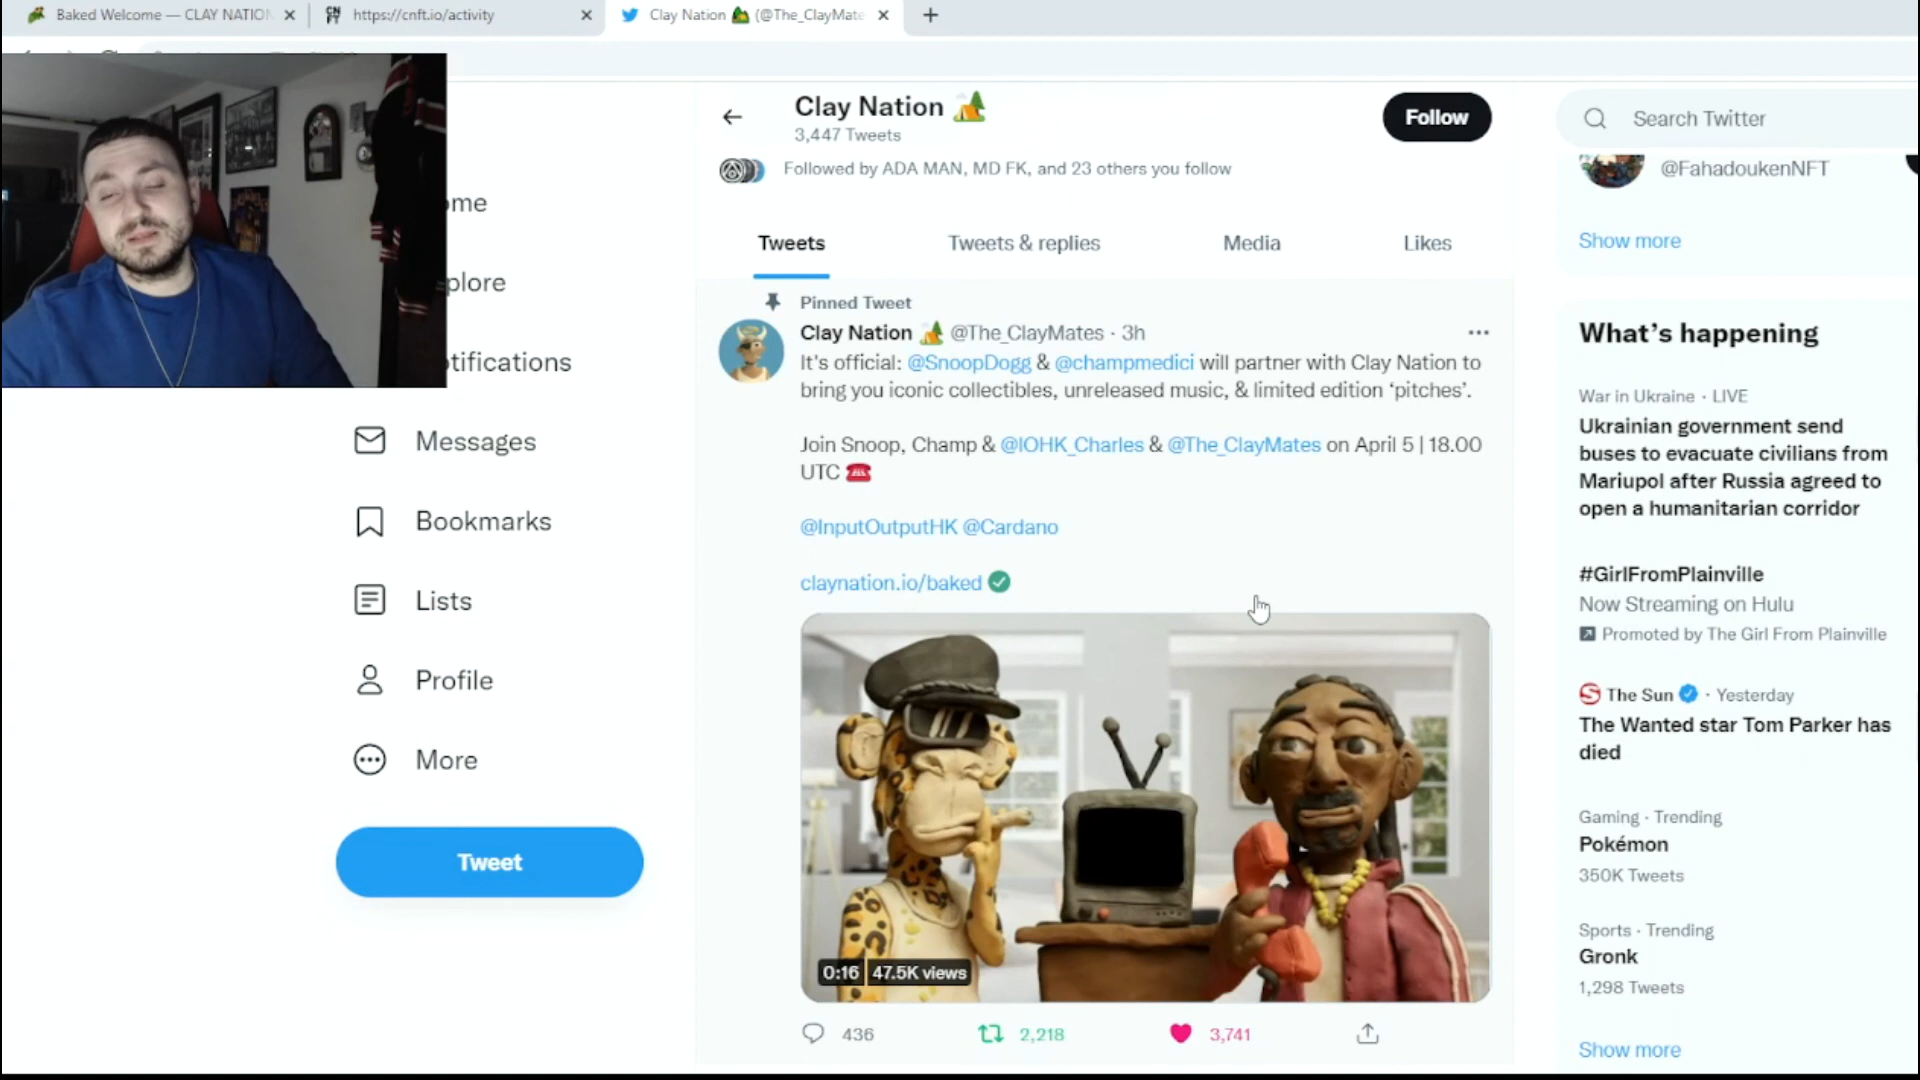 Baked Welcome — CLAY NATION
https://cnft.io/activity
Clay Nation (@The_ClayMate
Clay Nation
3,447 Tweets
Follow
Search Twitter
Followed by ADA MAN, MD FK, and 23 others you follow
@FahadoukenNFT
Show more
Tweets
Tweets & replies
Media
Likes
ome
plore
otifications
Messages
Bookmarks
Lists
Profile
More
Tweet
Pinned Tweet
Clay Nation @The_ClayMates · 3h
It's official: @SnoopDogg & @champmedici will partner with Clay Nation to
bring you iconic collectibles, unreleased music, & limited edition ‘pitches’.
Join Snoop, Champ & @IOHK_Charles & @The_ClayMates on April 5 | 18.00
UTC
@InputOutputHK @Cardano
claynation.io/baked
0:16 47.5K views
436
2,218
3,741
What’s happening
War in Ukraine · LIVE
Ukrainian government send
buses to evacuate civilians from
Mariupol after Russia agreed to
open a humanitarian corridor
#GirlFromPlainville
Now Streaming on Hulu
Promoted by The Girl From Plainville
The Sun · Yesterday
The Wanted star Tom Parker has
died
Gaming · Trending
Pokémon
350K Tweets
Sports · Trending
Gronk
1,298 Tweets
Show more